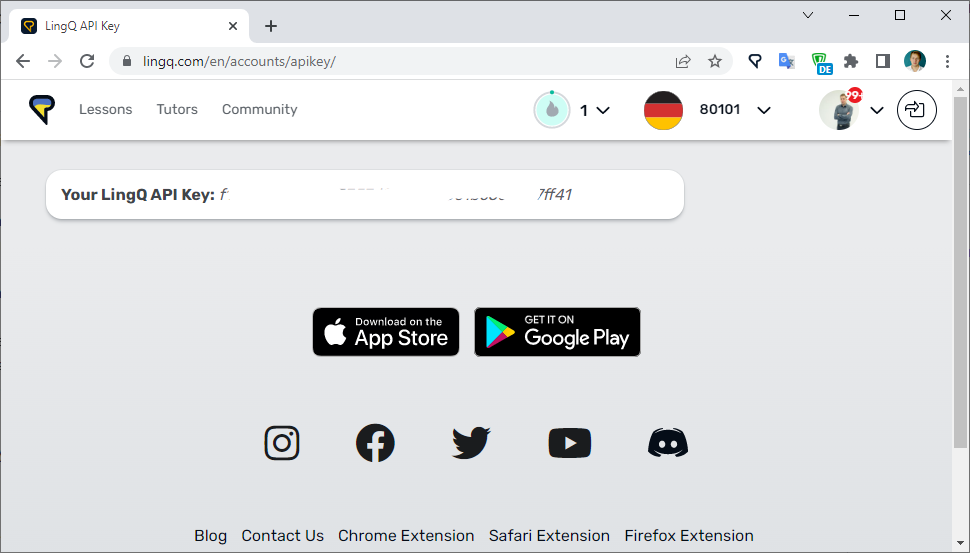 LingQ API Key
lingq.com/en/accounts/apikey/
DE
Lessons Tutors Community 1 80101 99+
Your LingQ API Key: 7ff41
Download on the
App Store
GET IT ON
Google Play
Blog Contact Us Chrome Extension Safari Extension Firefox Extension